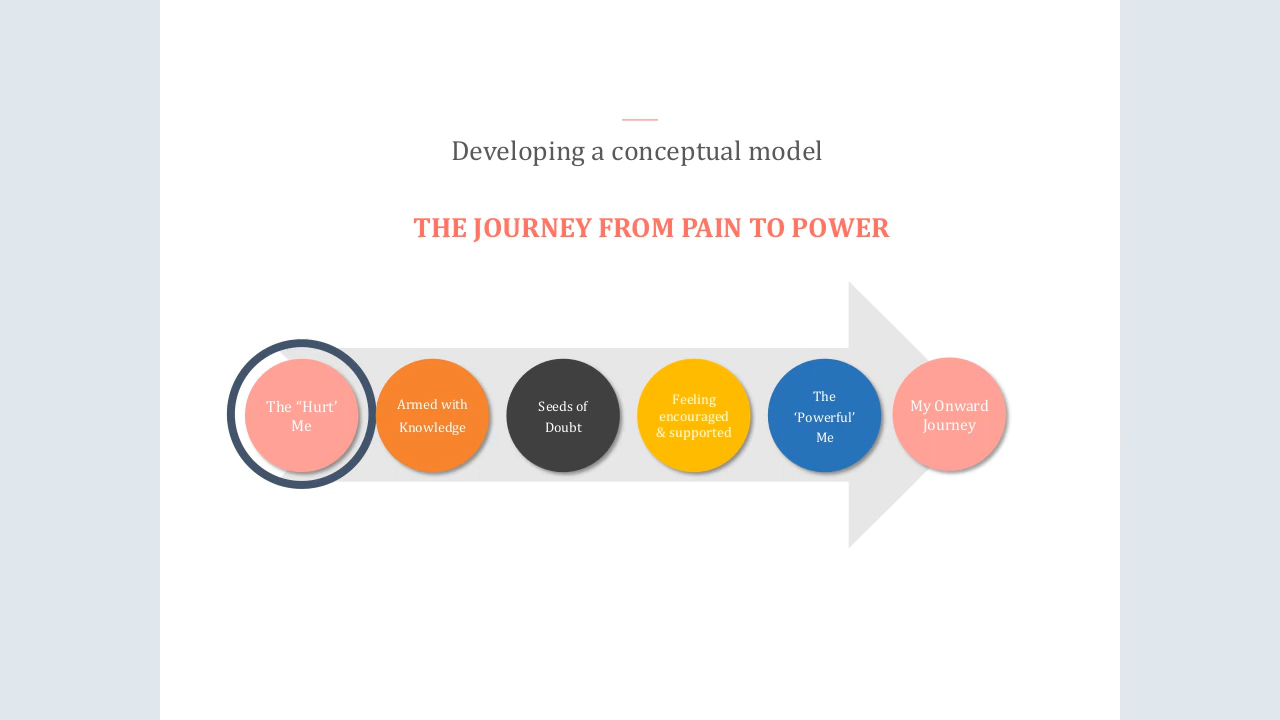 Developing a conceptual model
THE JOURNEY FROM PAIN TO POWER
The “Hurt’
Me
Armed with
Knowledge
Seeds of
Doubt
Feeling
encouraged
& supported
The
‘Powerful’
Me
My Onward
Journey